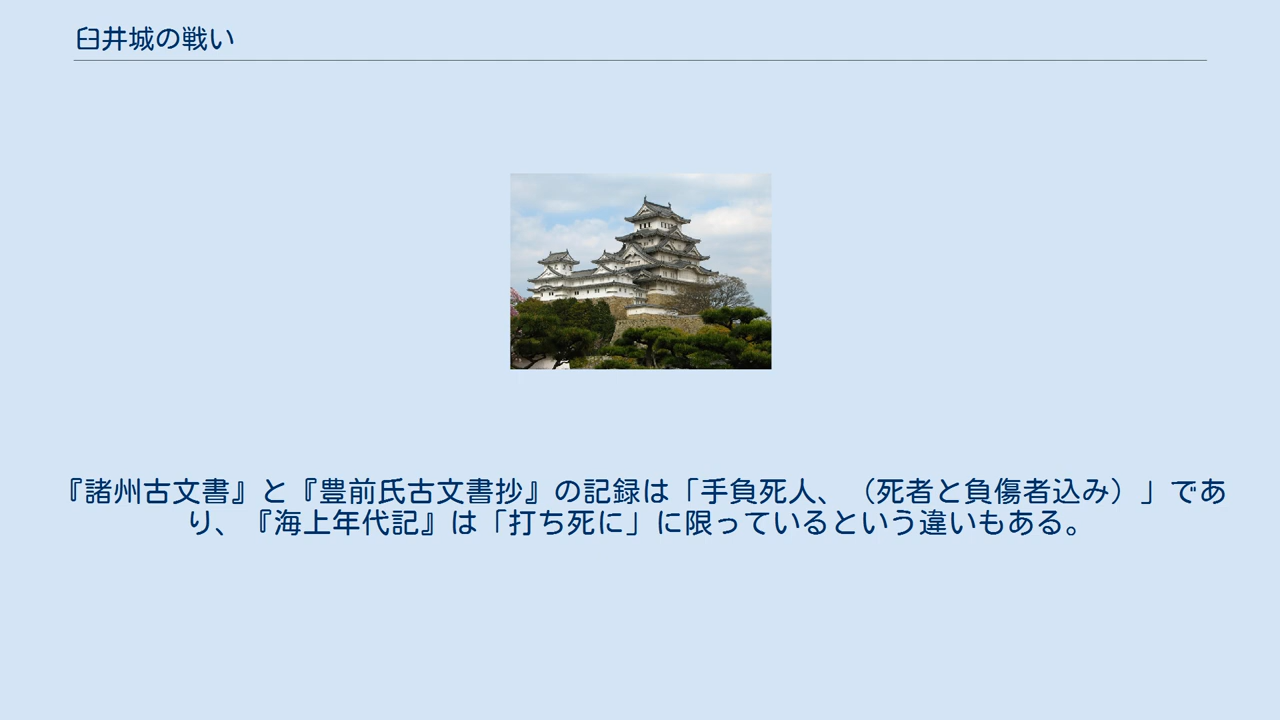 臼井城の戦い
『諸州古文書』と『豊前氏古文書抄』の記録は「手負死人、（死者と負傷者込み）」であ
り、『海上年代記』は「打ち死に」に限っているという違いもある。